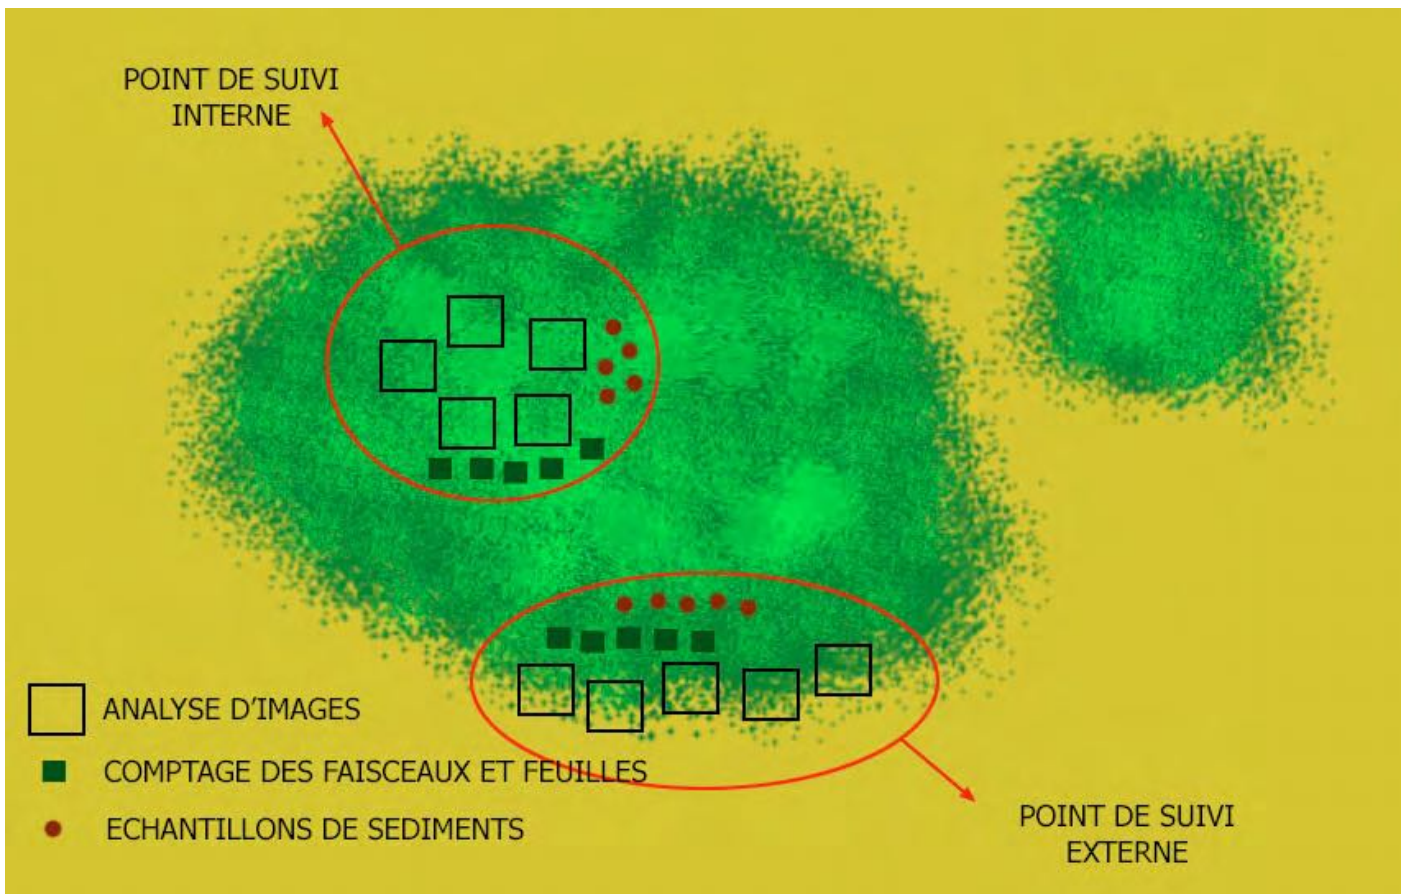 POINT DE SUIVI
INTERNE
ANALYSE D'IMAGES
COMPTAGE DES FAISCEAUX ET FEUILLES
ECHANTILLONS DE SEDIMENTS
POINT DE SUIVI
EXTERNE